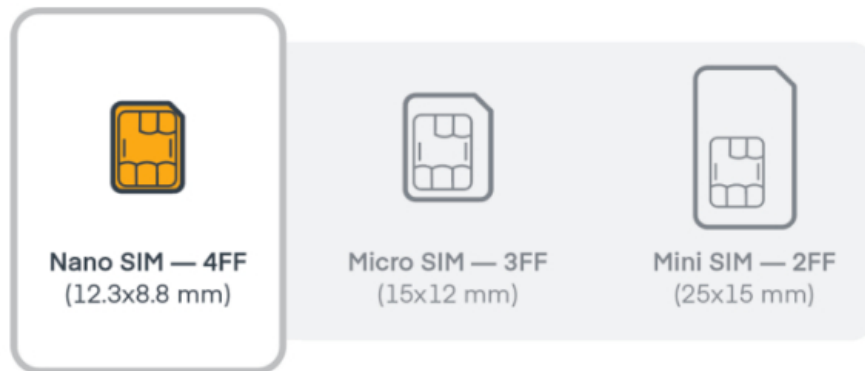 Nano SIM — 4FF
(12.3x8.8 mm)
Micro SIM — 3FF
(15x12 mm)
Mini SIM — 2FF
(25x15 mm)